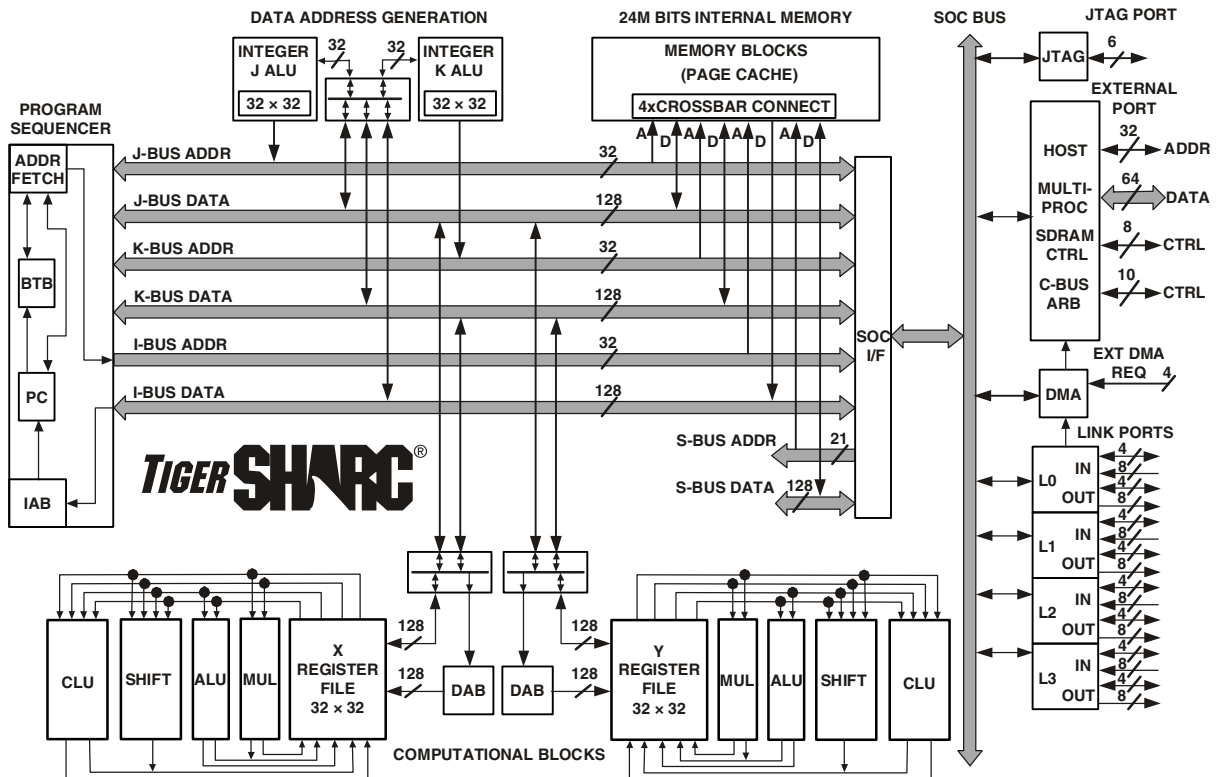 DATA ADDRESS GENERATION
24M BITS INTERNAL MEMORY
SOC BUS
JTAG PORT
INTEGER
J ALU
32 × 32
32
32
INTEGER
K ALU
32 × 32
MEMORY BLOCKS
(PAGE CACHE)
4xCROSSBAR CONNECT
A D A D A D A D
JTAG
6
PROGRAM
SEQUENCER
ADDR
FETCH
BTB
PC
IAB
J-BUS ADDR
32
J-BUS DATA
128
K-BUS ADDR
32
K-BUS DATA
128
I-BUS ADDR
32
I-BUS DATA
128
S-BUS ADDR
21
S-BUS DATA
128
SOC
I/F
TIGER SHARC®
EXTERNAL
PORT
HOST
32
ADDR
MULTI-
PROC
64
DATA
SDRAM
CTRL
8
CTRL
C-BUS
ARB
10
CTRL
EXT DMA
REQ
4
DMA
LINK PORTS
L0
IN
OUT
4
8
4
8
L1
IN
OUT
4
8
4
8
L2
IN
OUT
4
8
4
8
L3
IN
OUT
4
8
4
8
CLU
SHIFT
ALU
MUL
X
REGISTER
FILE
32 × 32
128
128
DAB
DAB
128
128
Y
REGISTER
FILE
32 × 32
MUL
ALU
SHIFT
CLU
COMPUTATIONAL BLOCKS